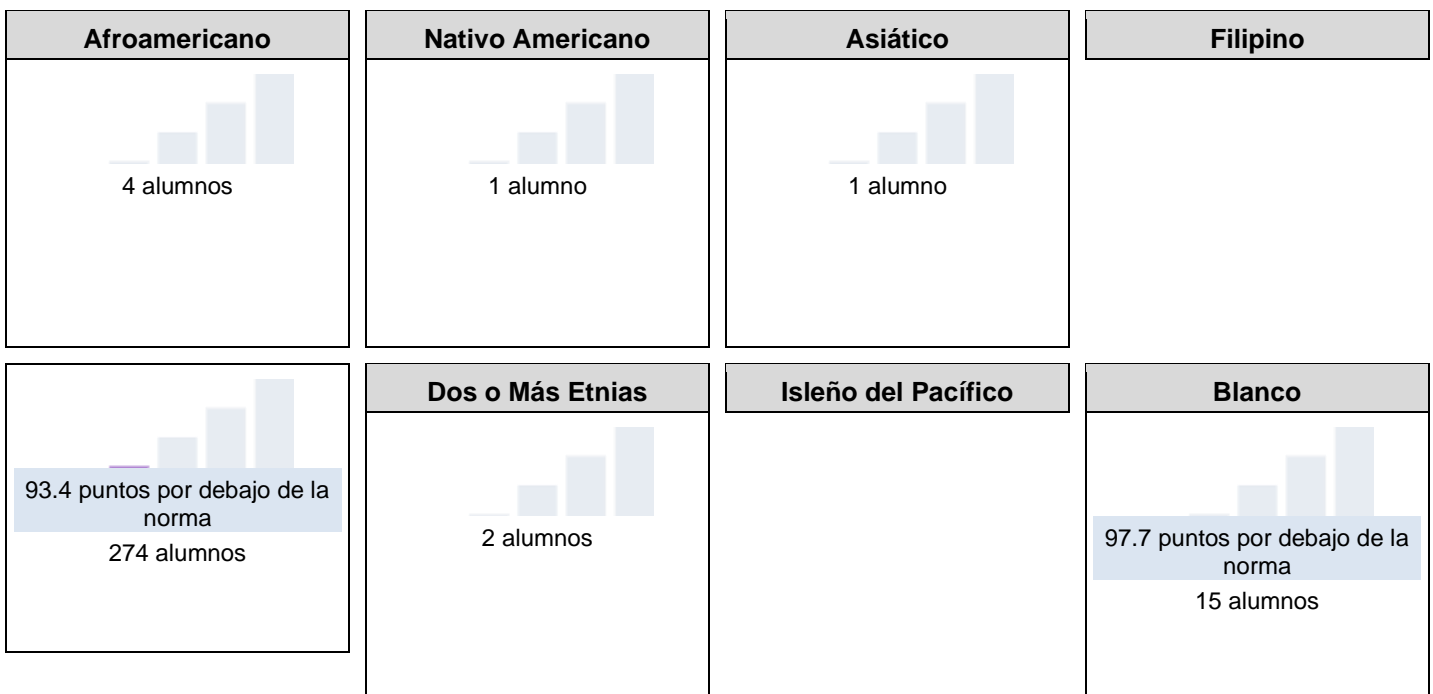 Afroamericano
4 alumnos
Nativo Americano
1 alumno
Asiático
1 alumno
Filipino
93.4 puntos por debajo de la
norma
274 alumnos
Dos o Más Etnias
2 alumnos
Isleño del Pacífico
Blanco
97.7 puntos por debajo de la
norma
15 alumnos